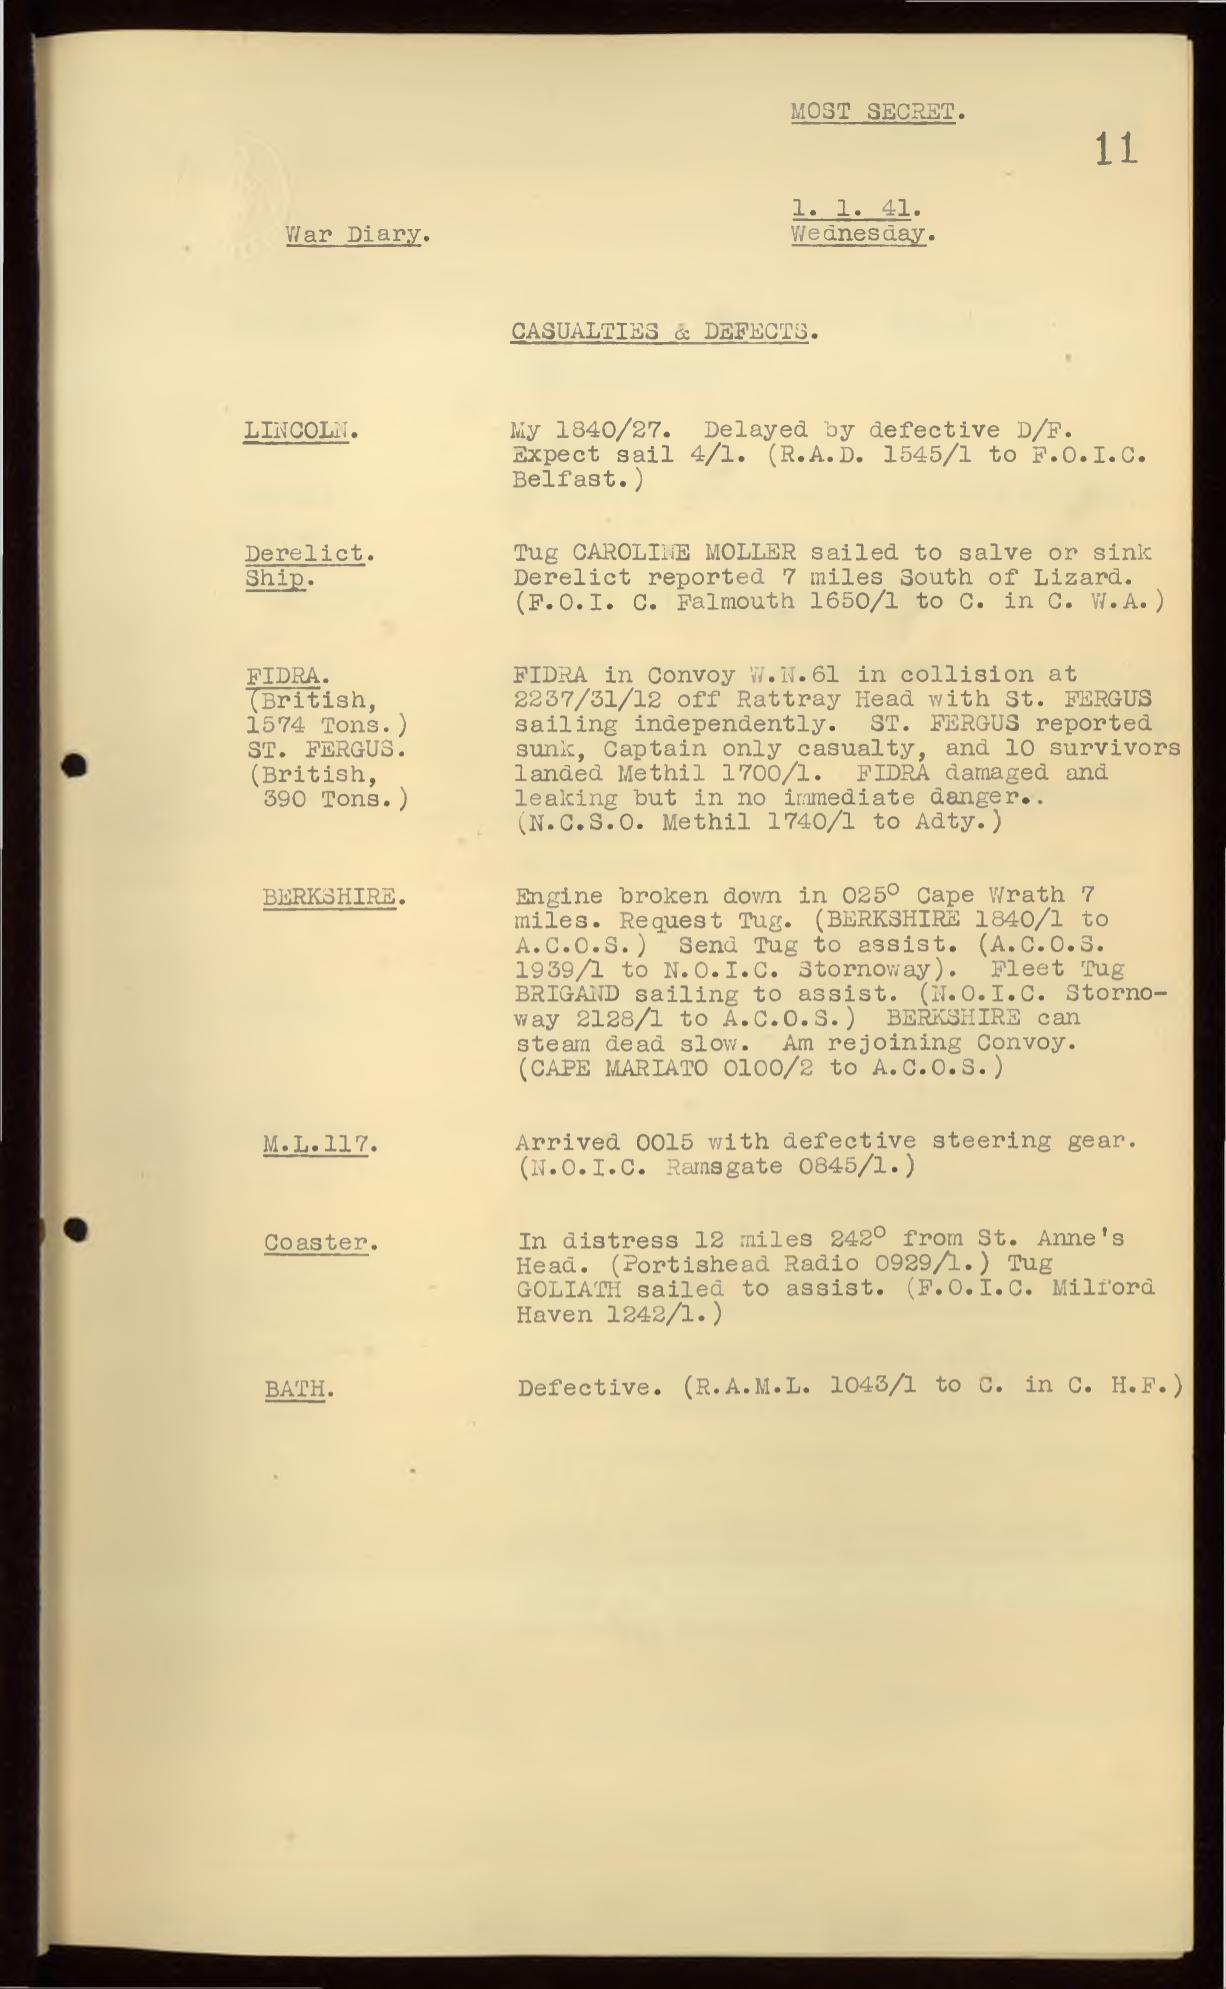 MOST SECRET.
11
1. 1. 41.
War Diary.
Wednesday.
CASUALTIES & DEFECTS.
LINCOLN.
My 1840/27. Delayed by defective D/F.
Expect sail 4/1. (R.A.D. 1545/1 to F.O.I.C.
Belfast.)
Derelict.
Ship.
Tug CAROLINE MOLLER sailed to salve or sink
Derelict reported 7 miles South of Lizard.
(F.O.I. C. Falmouth 1650/1 to C. in C. W.A.)
FIDRA.
(British,
1574 Tons.)
ST. FERGUS.
(British,
390 Tons.)
FIDRA in Convoy W.N.61 in collision at
2237/31/12 off Rattray Head with St. FERGUS
sailing independently. ST. FERGUS reported
sunk, Captain only casualty, and 10 survivors
landed Methil 1700/1. FIDRA damaged and
leaking but in no immediate danger..
(N.C.S.O. Methil 1740/1 to Adty.)
BERKSHIRE.
Engine broken down in 025° Cape Wrath 7
miles. Request Tug. (BERKSHIRE 1840/1 to
A.C.O.S.) Send Tug to assist. (A.C.O.S.
1939/1 to N.O.I.C. Stornoway). Fleet Tug
BRIGAND sailing to assist. (N.O.I.C. Storno-
way 2128/1 to A.C.O.S.) BERKSHIRE can
steam dead slow. Am rejoining Convoy.
(CAPE MARIATO 0100/2 to A.C.O.S.)
M.L.117.
Arrived 0015 with defective steering gear.
(N.O.I.C. Ramsgate 0845/1.)
Coaster.
In distress 12 miles 242° from St. Anne's
Head. (Portishead Radio 0929/1.) Tug
GOLIATH sailed to assist. (F.O.I.C. Milford
Haven 1242/1.)
BATH.
Defective. (R.A.M.L. 1043/1 to C. in C. H.F.)